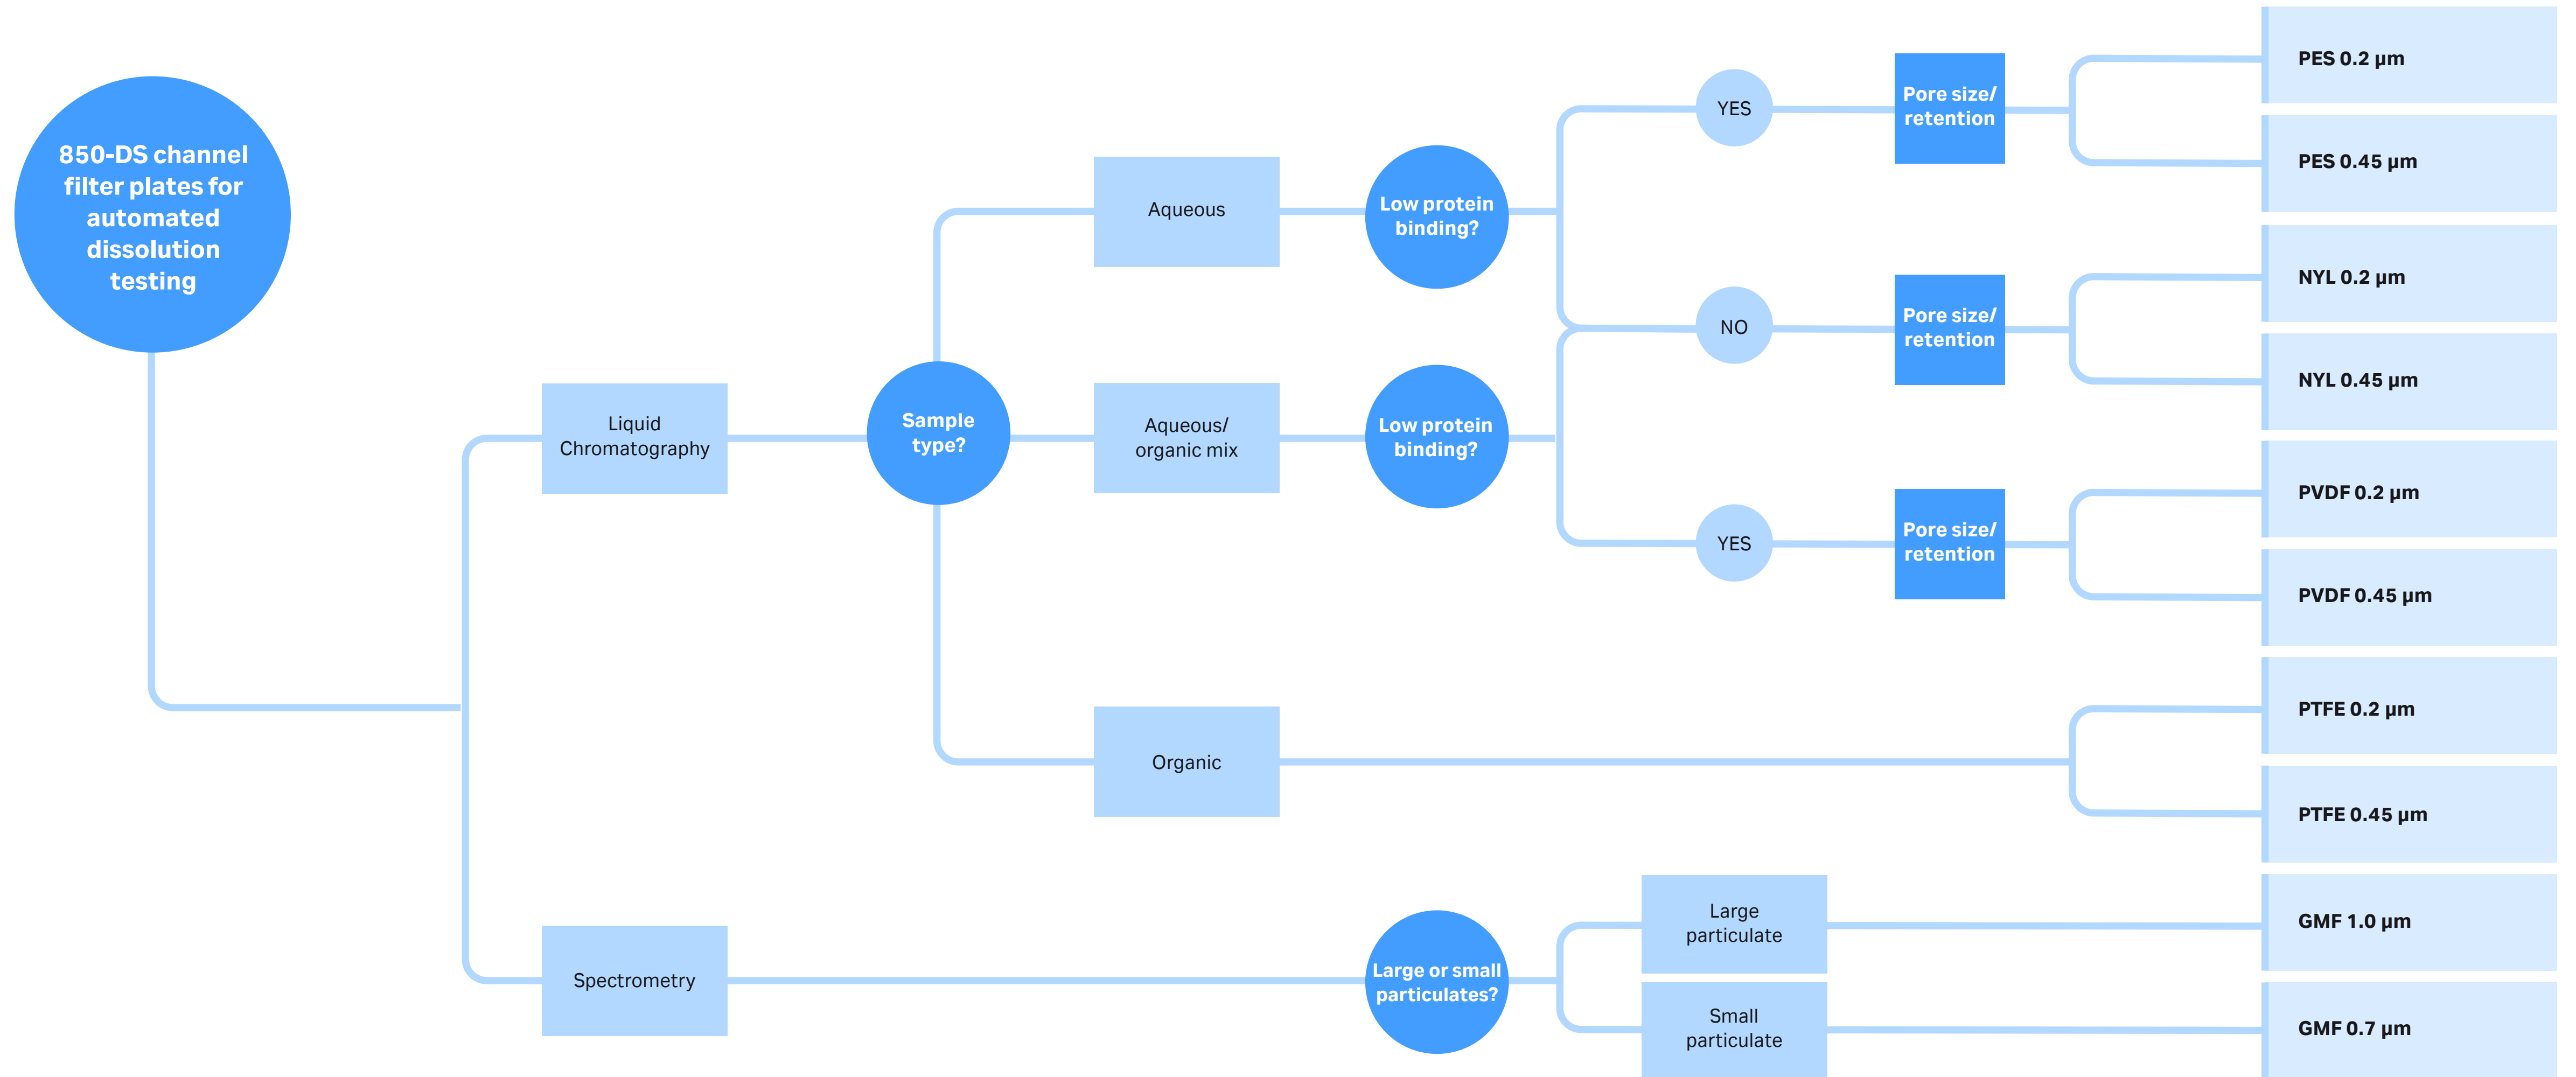 850-DS channel
filter plates for
automated
dissolution
testing
Liquid
Chromatography
Spectrometry
Sample
type?
Aqueous
Aqueous/
organic mix
Organic
Low protein
binding?
Low protein
binding?
Large or small
particulates?
YES
NO
YES
Large
particulate
Small
particulate
Pore size/
retention
Pore size/
retention
Pore size/
retention
PES 0.2 µm
PES 0.45 µm
NYL 0.2 µm
NYL 0.45 µm
PVDF 0.2 µm
PVDF 0.45 µm
PTFE 0.2 µm
PTFE 0.45 µm
GMF 1.0 µm
GMF 0.7 µm